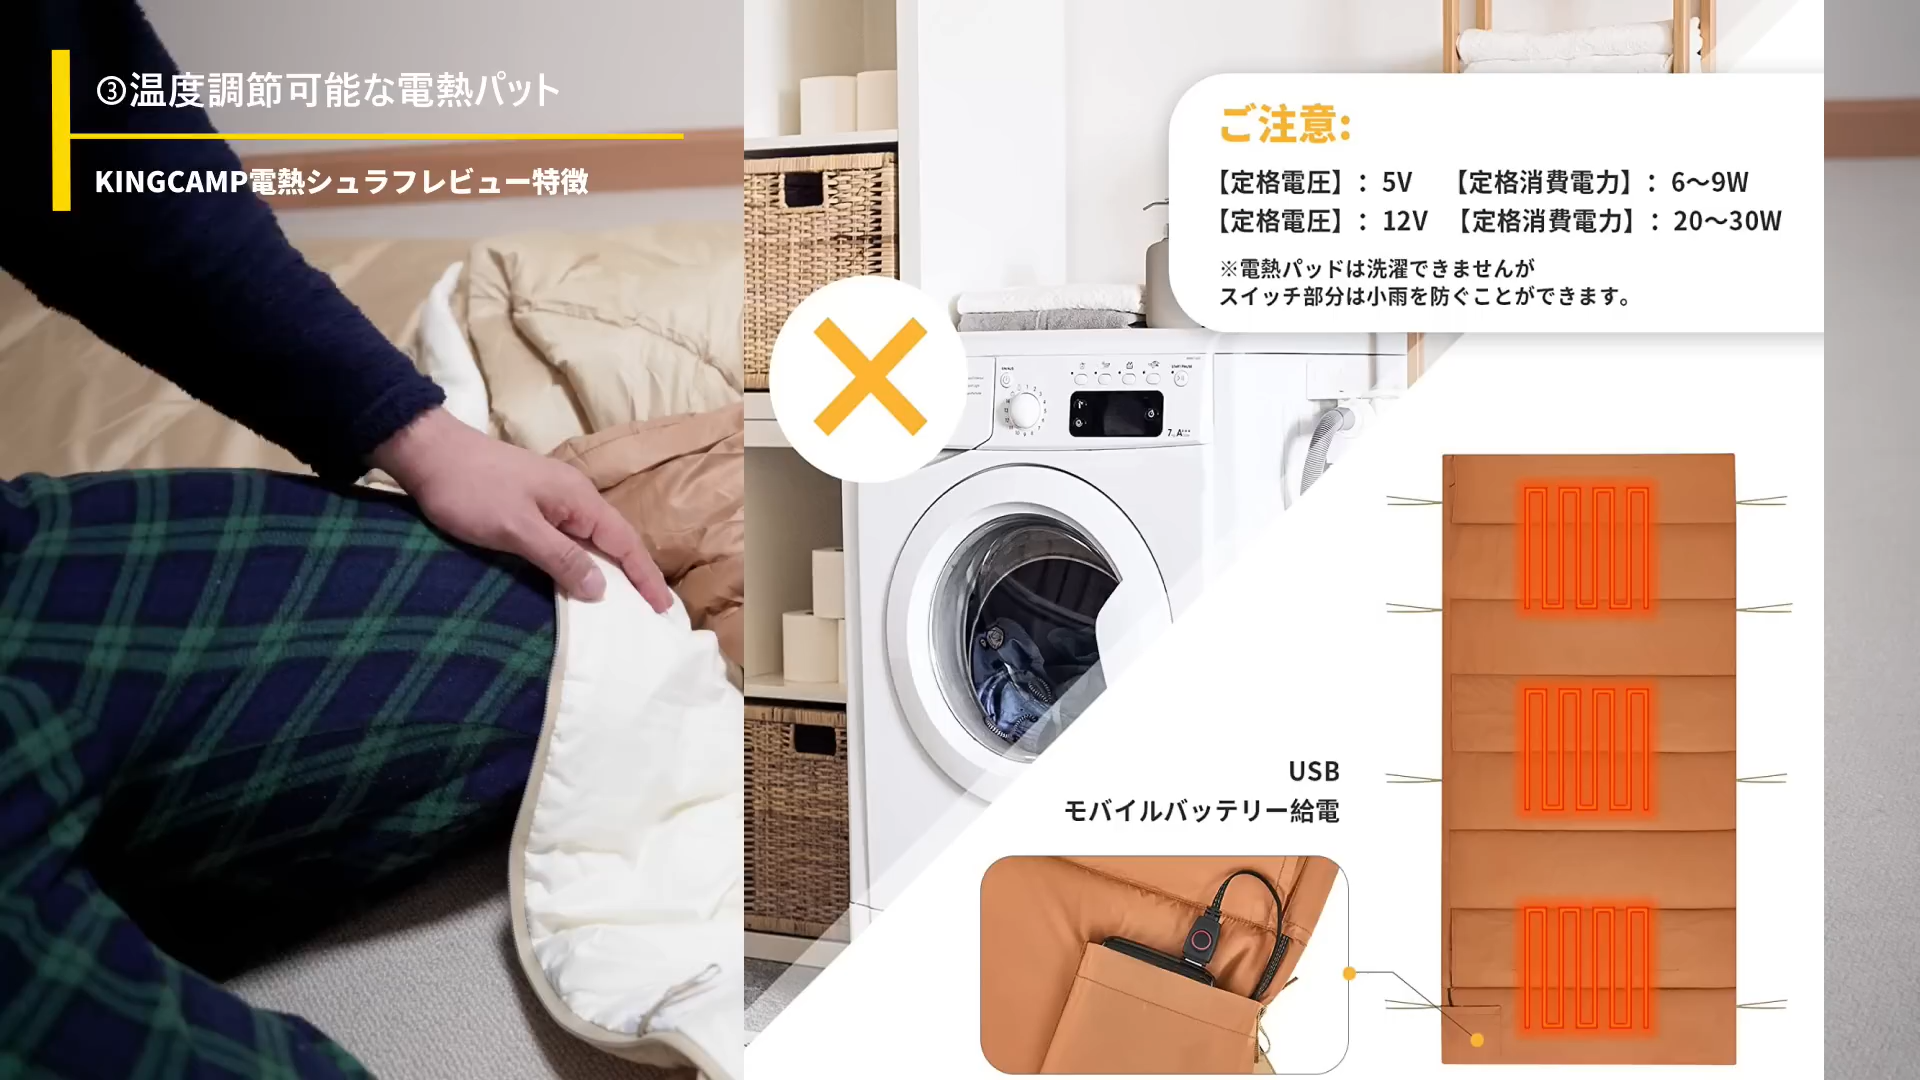 ③温度調節可能な電熱パット
KINGCAMP電熱シュラフレビュー特徴
ご注意:
【定格電圧】：5V 【定格消費電力】：6～9W
【定格電圧】：12V 【定格消費電力】：20～30W
※電熱パッドは洗濯できませんが
スイッチ部分は小雨を防ぐことができます。
USB
モバイルバッテリー給電